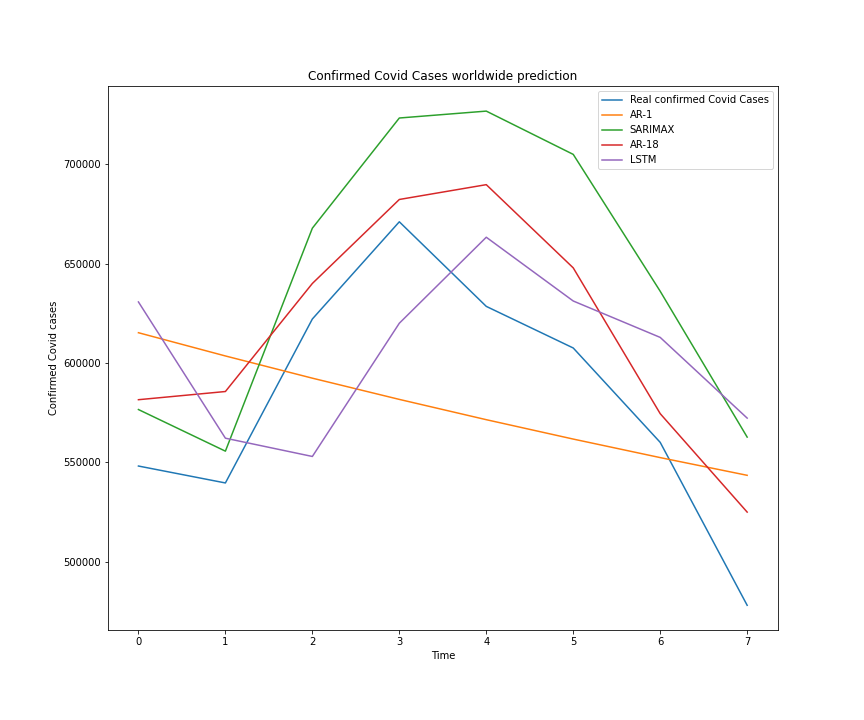 Confirmed Covid Cases worldwide prediction
Real confirmed Covid Cases
AR-1
SARIMAX
AR-18
LSTM
700000
650000
600000
550000
500000
Confirmed Covid cases
0 1 2 3 4 5 6 7
Time